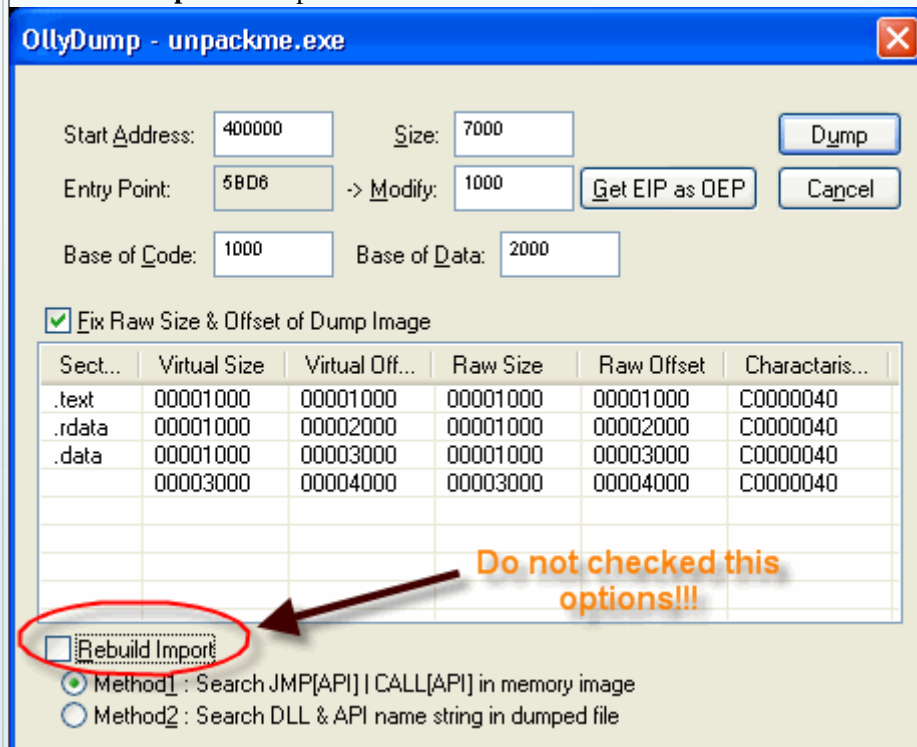 OllyDump - unpackme.exe
Start Address: 400000 Size: 7000 Dump
Entry Point: 5BD6 -> Modify: 1000 Get EIP as OEP Cancel
Base of Code: 1000 Base of Data: 2000
Fix Raw Size & Offset of Dump Image
Sect... Virtual Size Virtual Off... Raw Size Raw Offset Charactaris...
.text 00001000 00001000 00001000 00001000 C0000040
.rdata 00001000 00002000 00001000 00002000 C0000040
.data 00001000 00003000 00001000 00003000 C0000040
00003000 00004000 00003000 00004000 C0000040
Do not checked this
options!!!
Rebuild Import
Method1 : Search JMP[API] | CALL[API] in memory image
Method2 : Search DLL & API name string in dumped file